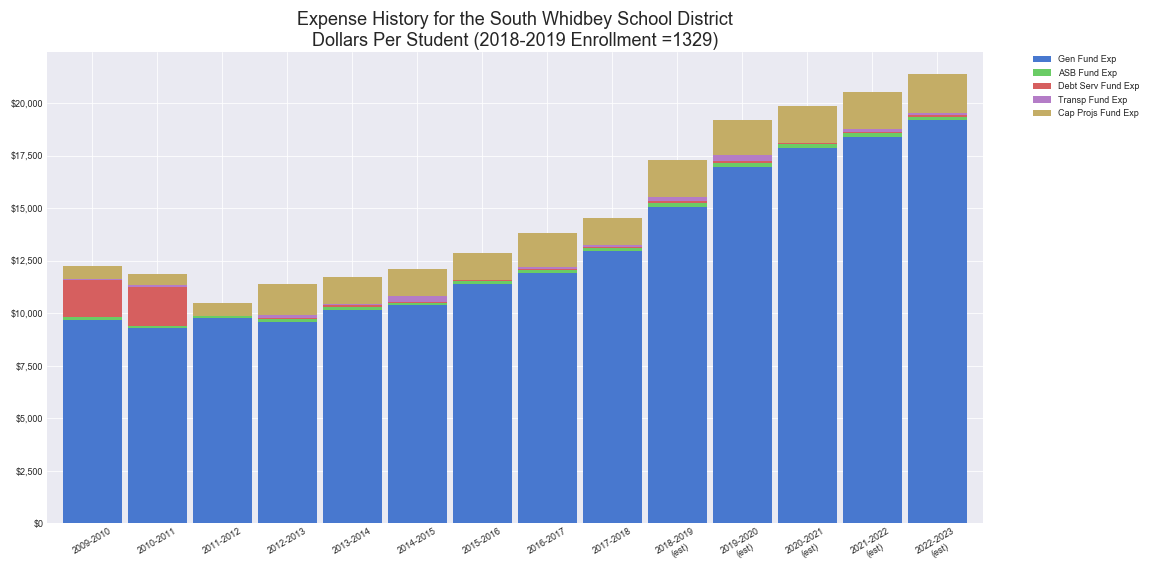 Expense History for the South Whidbey School District
Dollars Per Student (2018-2019 Enrollment =1329)
Gen Fund Exp
ASB Fund Exp
Debt Serv Fund Exp
Transp Fund Exp
Cap Projs Fund Exp
$20,000
$17,500
$15,000
$12,500
$10,000
$7,500
$5,000
$2,500
$0
2009-2010
2010-2011
2011-2012
2012-2013
2013-2014
2014-2015
2015-2016
2016-2017
2017-2018
2018-2019
(est)
2019-2020
(est)
2020-2021
(est)
2021-2022
(est)
2022-2023
(est)